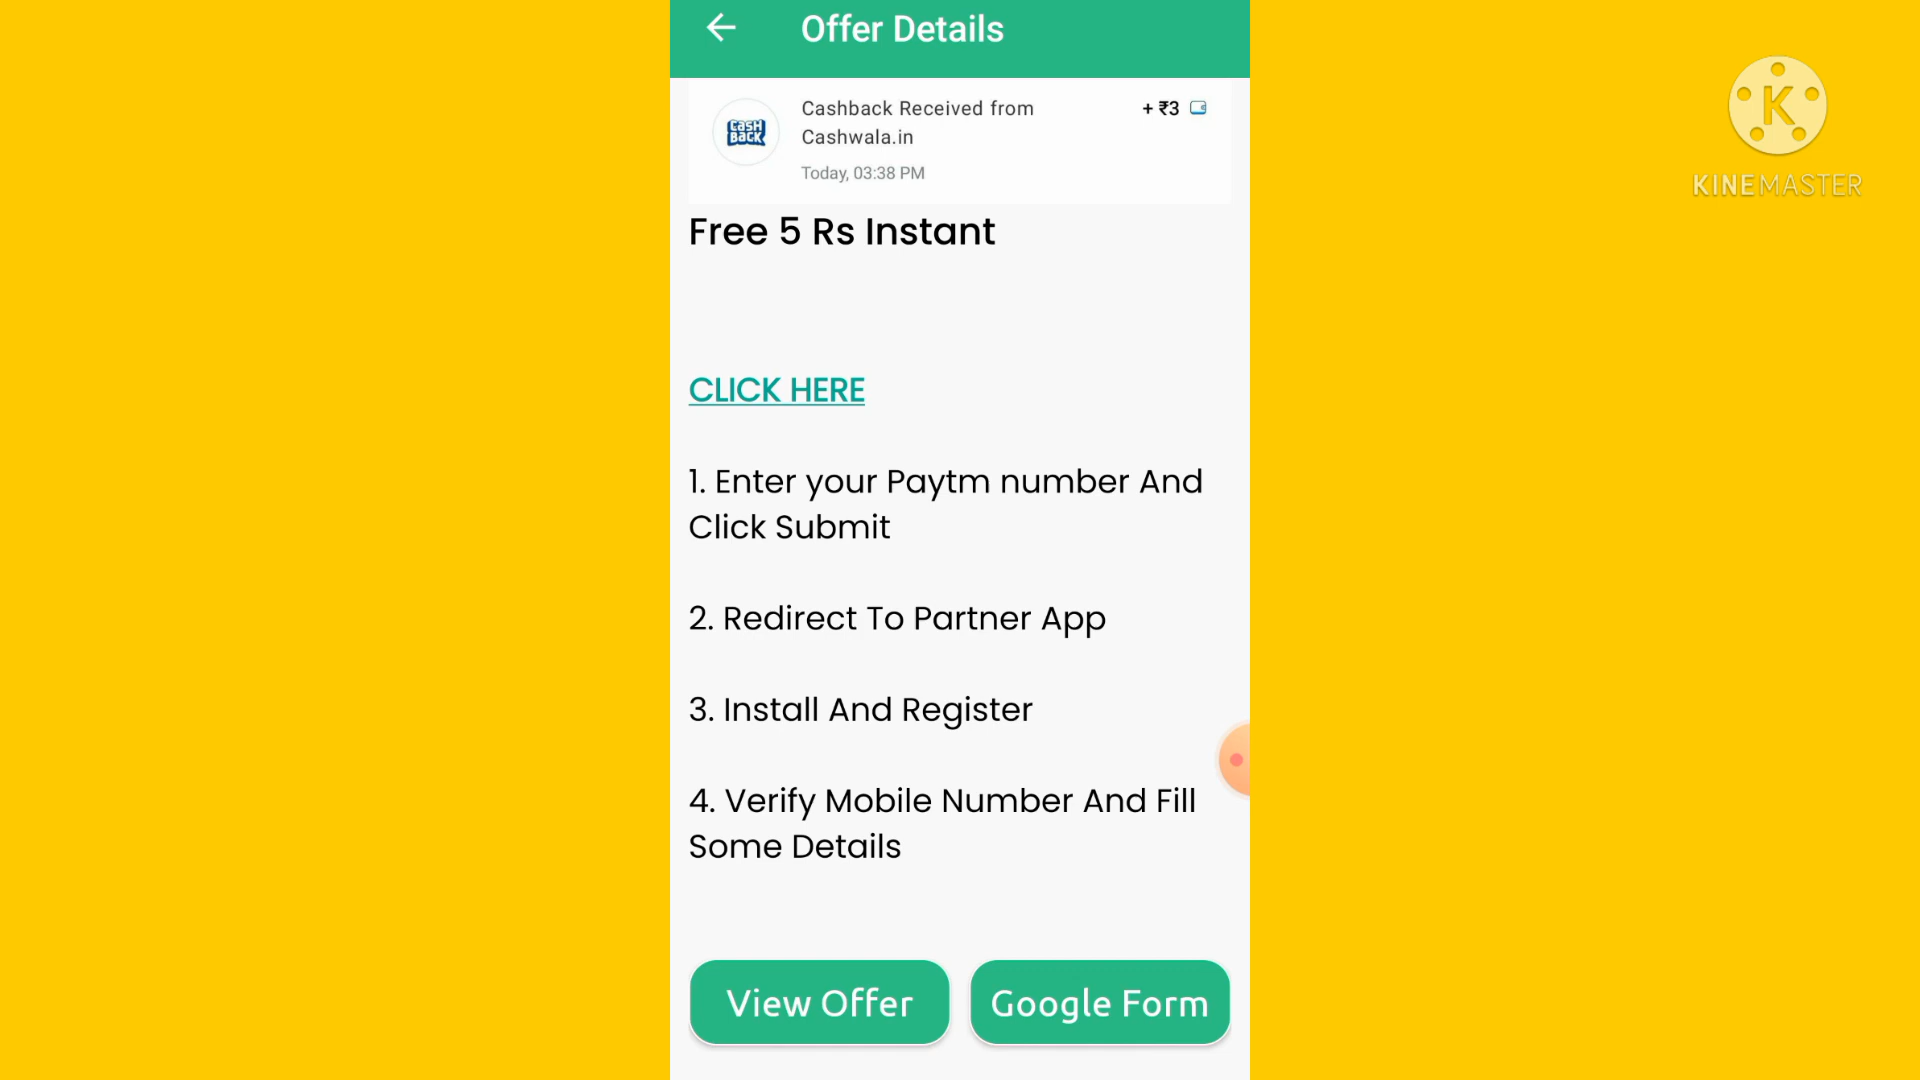 Offer Details
Cashback Received from
+ ₹3
Cashwala.in
CASH
BACK
Today, 03:38 PM
Free 5 Rs Instant
CLICK HERE
1. Enter your Paytm number And
Click Submit
2. Redirect To Partner App
3. Install And Register
4. Verify Mobile Number And Fill
Some Details
View Offer
Google Form
K
KINEMASTER